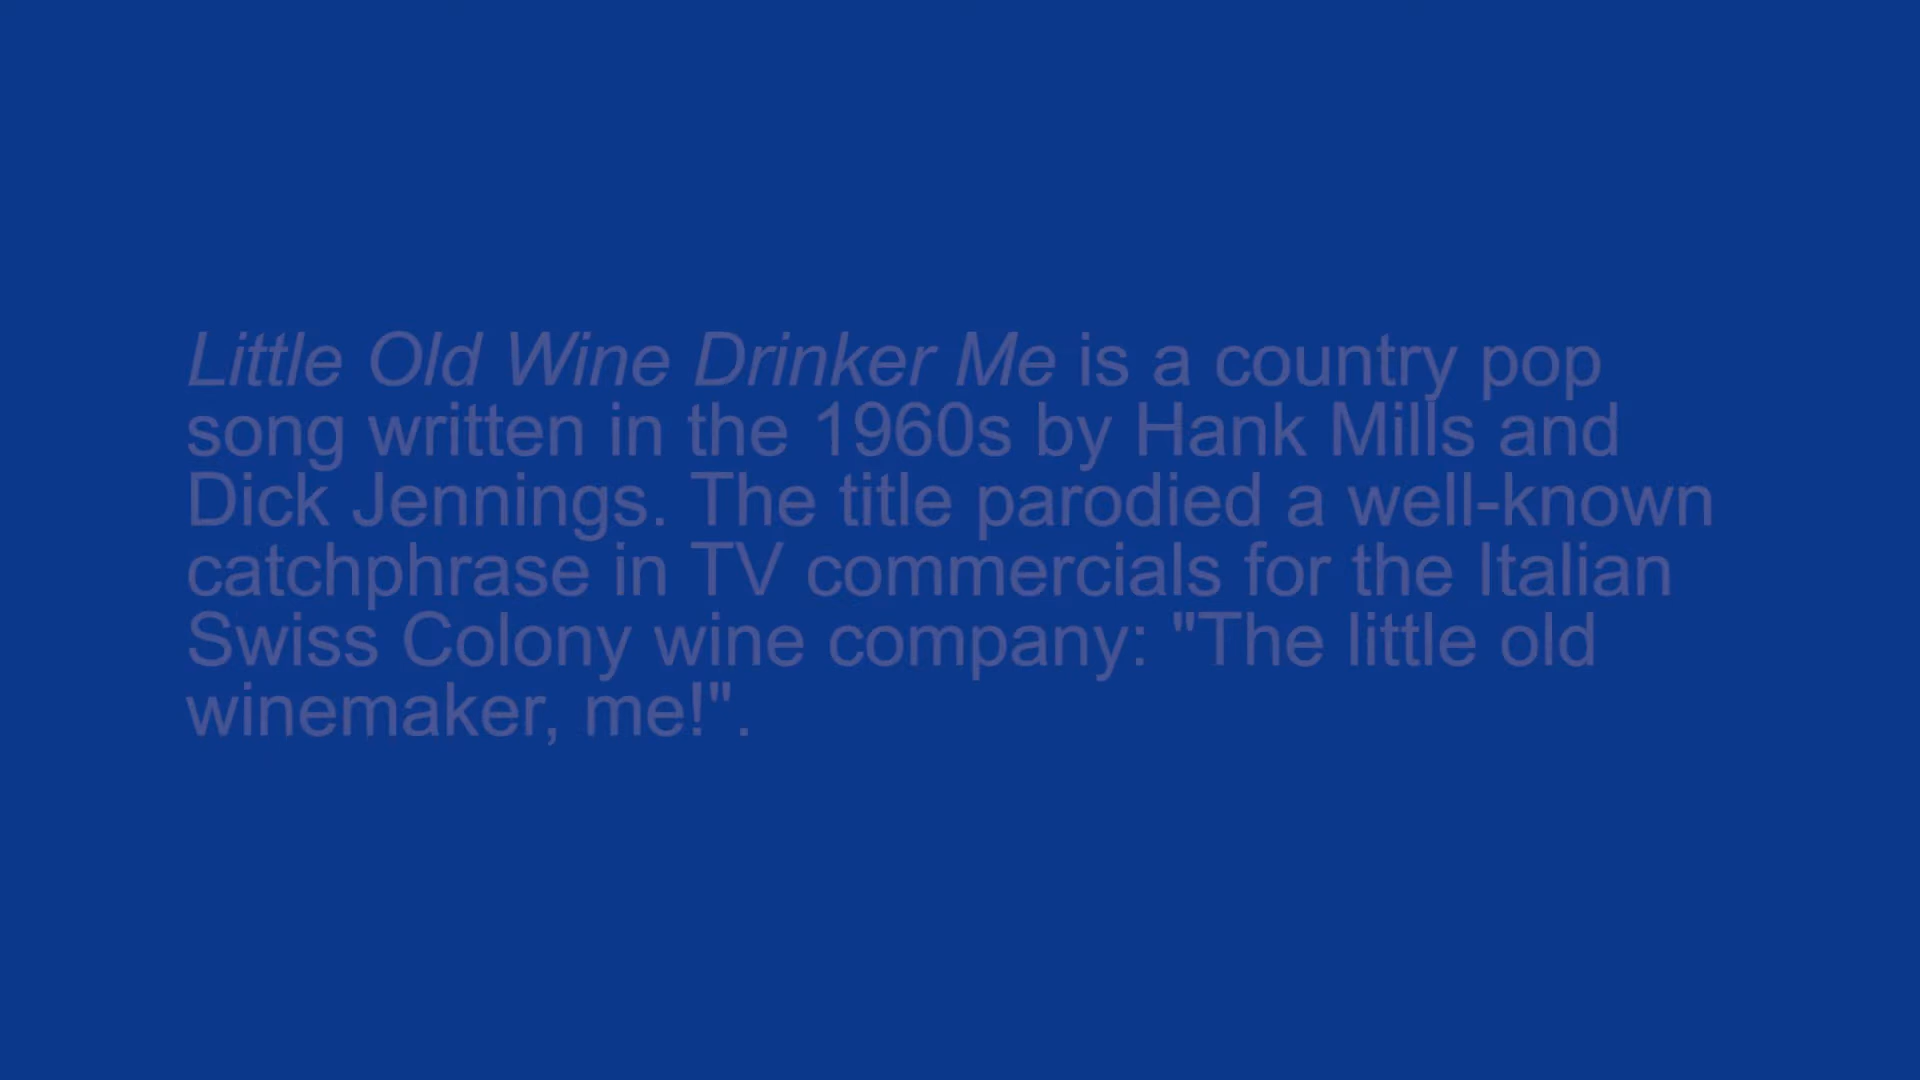 Little Old Wine Drinker Me is a country pop
song written in the 1960s by Hank Mills and
Dick Jennings. The title parodied a well-known
catchphrase in TV commercials for the Italian
Swiss Colony wine company: "The little old
winemaker, me!".